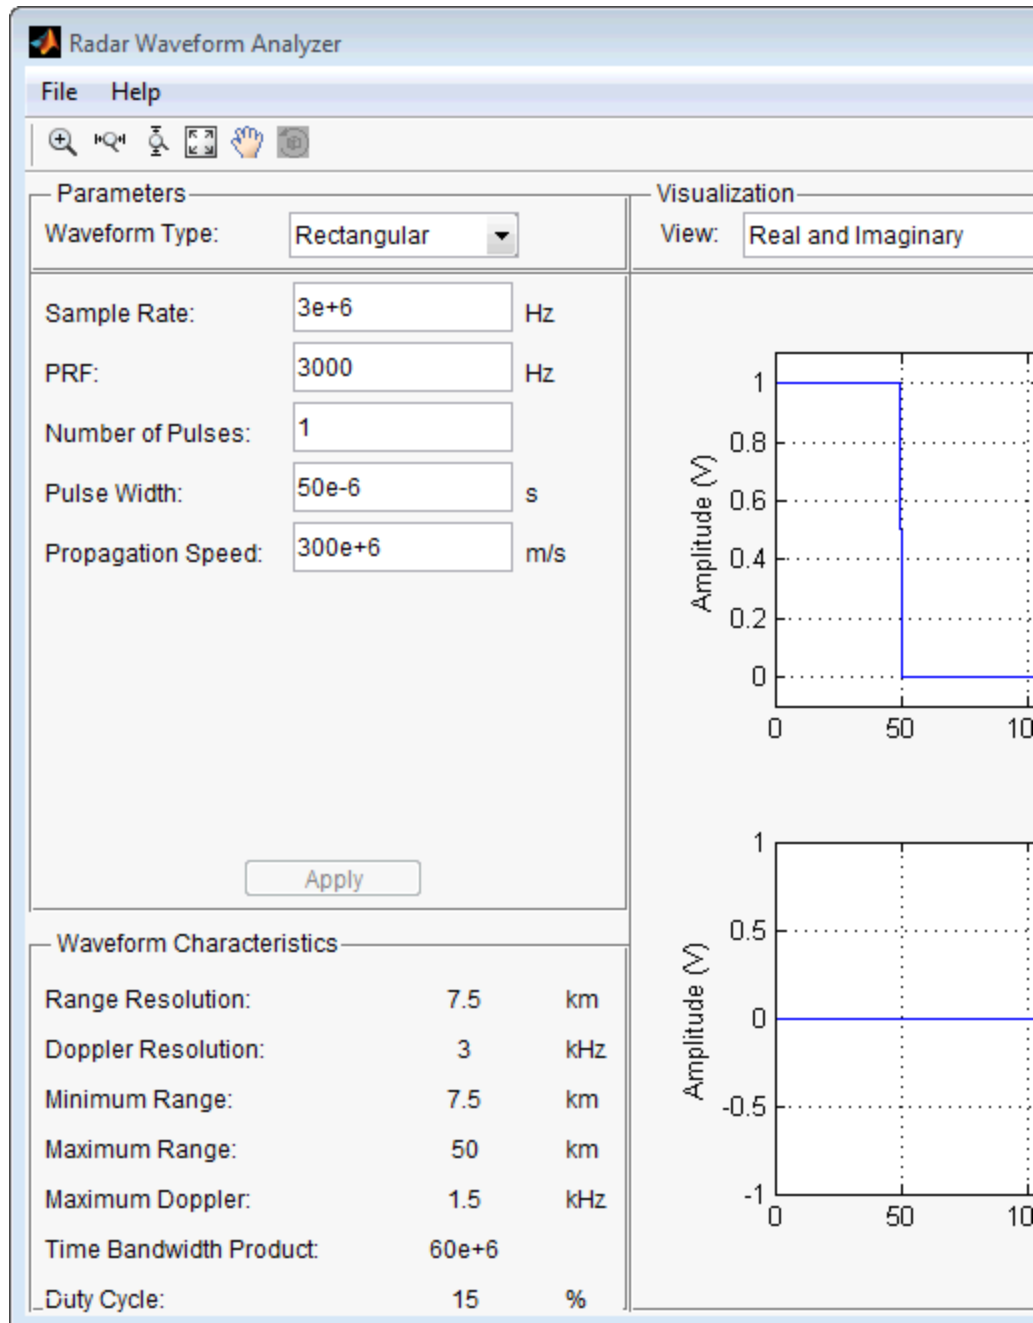 Radar Waveform Analyzer
File Help
Parameters
Waveform Type: Rectangular
Sample Rate: 3e+6 Hz
PRF: 3000 Hz
Number of Pulses: 1
Pulse Width: 50e-6 s
Propagation Speed: 300e+6 m/s
Apply
Waveform Characteristics
Range Resolution: 7.5 km
Doppler Resolution: 3 kHz
Minimum Range: 7.5 km
Maximum Range: 50 km
Maximum Doppler: 1.5 kHz
Time Bandwidth Product: 60e+6
Duty Cycle: 15 %
Visualization
View: Real and Imaginary
Amplitude (V)
1
0.8
0.6
0.4
0.2
0
0 50 10
Amplitude (V)
1
0.5
0
-0.5
-1
0 50 10